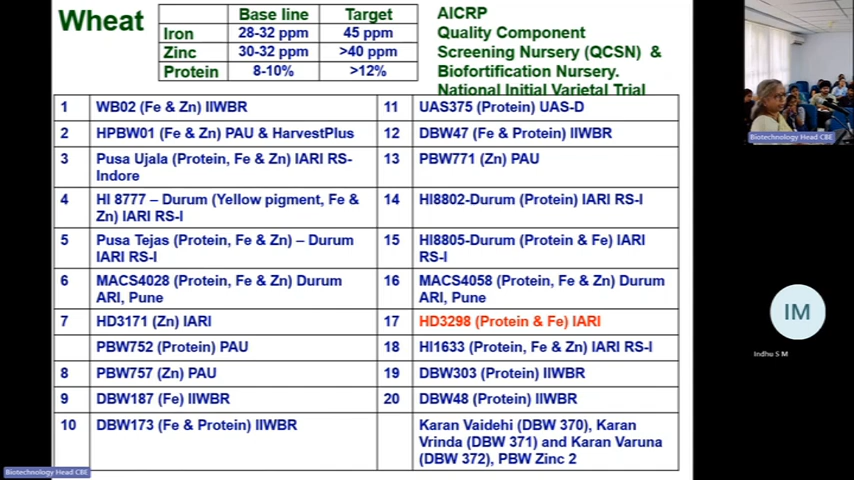 Wheat
Base line Target
Iron 28-32 ppm 45 ppm
Zinc 30-32 ppm >40 ppm
Protein 8-10% >12%
AICRP
Quality Component
Screening Nursery (QCSN) &
Biofortification Nursery.
National Initial Varietal Trial
1 WB02 (Fe & Zn) IIWBR
2 HPBW01 (Fe & Zn) PAU & HarvestPlus
3 Pusa Ujala (Protein, Fe & Zn) IARI RS-
Indore
4 HI 8777 – Durum (Yellow pigment, Fe &
Zn) IARI RS-I
5 Pusa Tejas (Protein, Fe & Zn) – Durum
IARI RS-I
6 MACS4028 (Protein, Fe & Zn) Durum
ARI, Pune
7 HD3171 (Zn) IARI
PBW752 (Protein) PAU
8 PBW757 (Zn) PAU
9 DBW187 (Fe) IIWBR
10 DBW173 (Fe & Protein) IIWBR
11 UAS375 (Protein) UAS-D
12 DBW47 (Fe & Protein) IIWBR
13 PBW771 (Zn) PAU
14 HI8802-Durum (Protein) IARI RS-I
15 HI8805-Durum (Protein & Fe) IARI
RS-I
16 MACS4058 (Protein, Fe & Zn) Durum
ARI, Pune
17 HD3298 (Protein & Fe) IARI
18 HI1633 (Protein, Fe & Zn) IARI RS-I
19 DBW303 (Protein) IIWBR
20 DBW48 (Protein) IIWBR
Karan Vaidehi (DBW 370), Karan
Vrinda (DBW 371) and Karan Varuna
(DBW 372), PBW Zinc 2
Biotechnology Head CBE
IM
Indhu S M
Biotechnology Head CBE